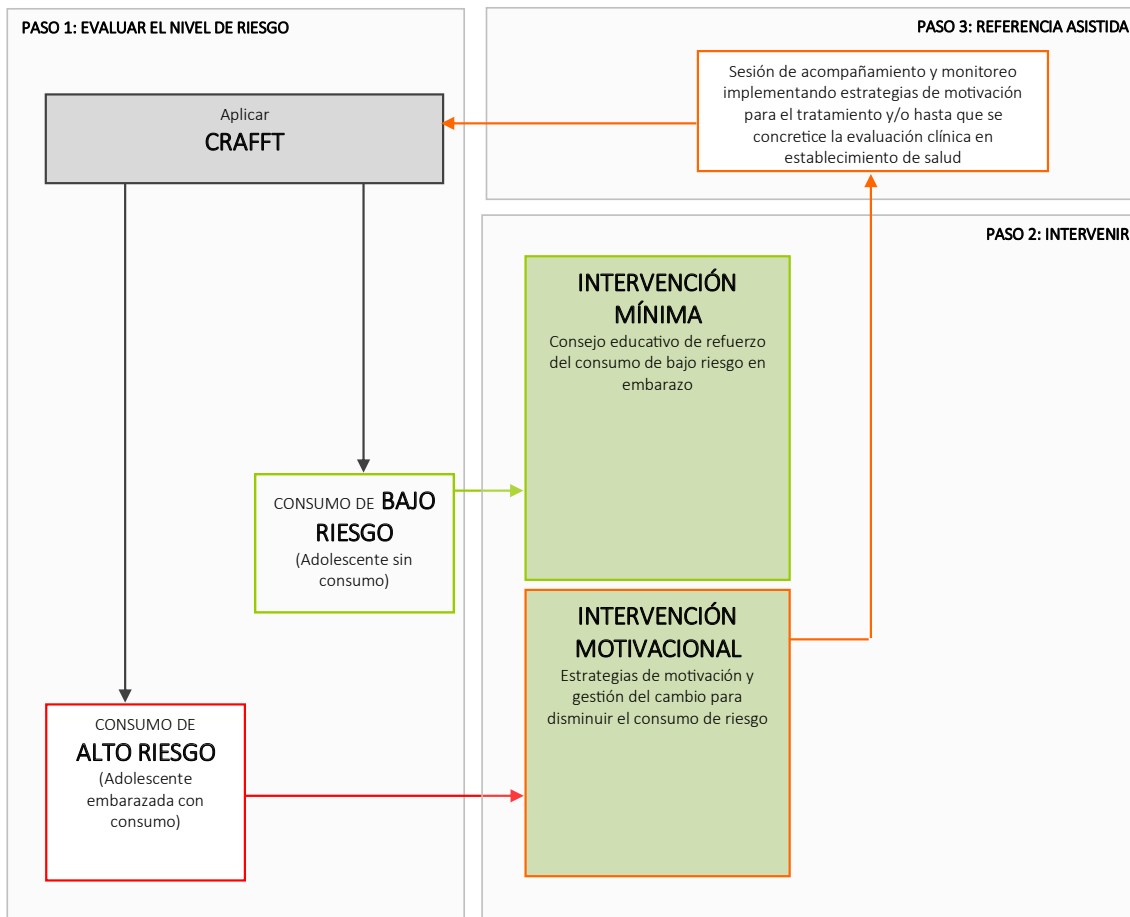 PASO 1: EVALUAR EL NIVEL DE RIESGO
Aplicar
CRAFFT
CONSUMO DE BAJO
RIESGO
(Adolescente sin
consumo)
CONSUMO DE
ALTO RIESGO
(Adolescente
embarazada con
consumo)
PASO 3: REFERENCIA ASISTIDA
Sesión de acompañamiento y monitoreo
implementando estrategias de motivación
para el tratamiento y/o hasta que se
concretice la evaluación clínica en
establecimiento de salud
PASO 2: INTERVENIR
INTERVENCIÓN
MÍNIMA
Consejo educativo de refuerzo
del consumo de bajo riesgo en
embarazo
INTERVENCIÓN
MOTIVACIONAL
Estrategias de motivación y
gestión del cambio para
disminuir el consumo de riesgo